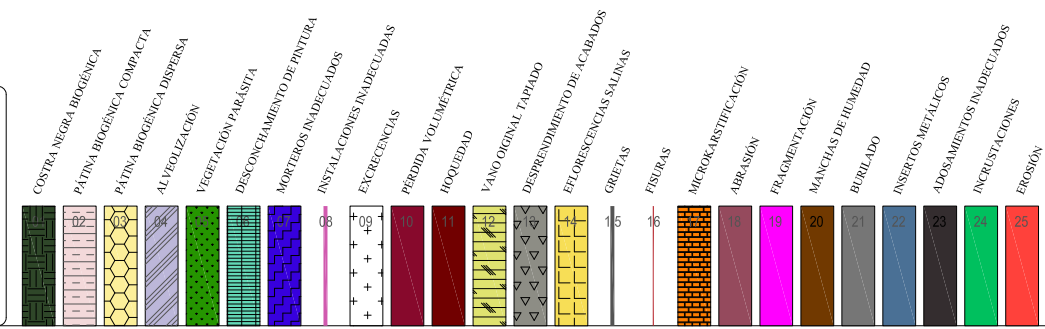 COSTRA NEGRA BIOGÉNICA
PÁTINA BIOGÉNICA COMPACTA
PÁTINA BIOGÉNICA DISPERSA
ALVEOLIZACIÓN
VEGETACIÓN PARÁSITA
DESCONCHAMIENTO DE PINTURA
MORTEROS INADECUADOS
INSTALACIONES INADECUADAS
EXCRECENCIAS
PÉRDIDA VOLUMÉTRICA
HOQUEDAD
VANO OIGINAL TAPIADO
DESPRENDIMIENTO DE ACABADOS
EFLORESCENCIAS SALINAS
GRIETAS
FISURAS
MICROKARSTIFICACIÓN
ABRASIÓN
FRAGMENTACIÓN
MANCHAS DE HUMEDAD
BURILADO
INSERTOS METÁLICOS
ADOSAMIENTOS INADECUADOS
INCRUSTACIONES
EROSIÓN
02
03
04
06
08
09
10
11
12
13
14
15
16
18
19
20
21
22
23
24
25